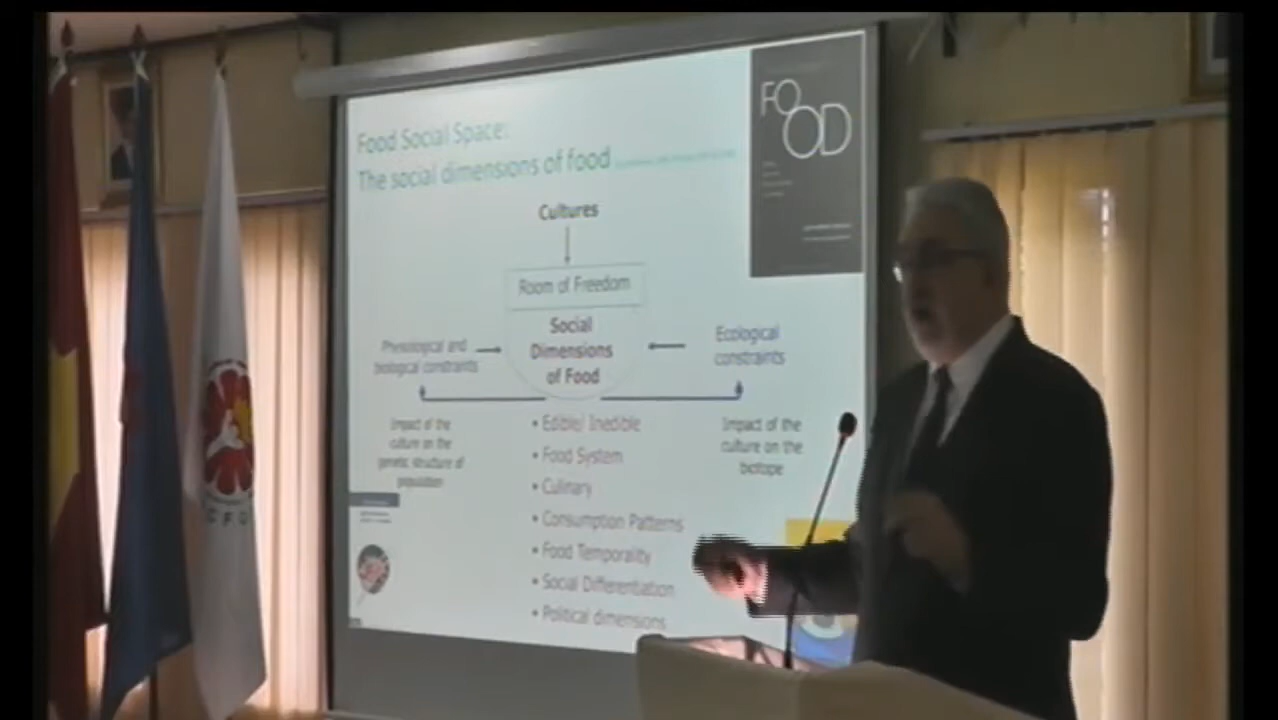 Food Social Space:
The social dimensions of food
FOOD
Cultures
Room of Freedom
Social
Dimensions
of Food
Physiological and
biological constraints
Ecological
constraints
Impact of the
culture on the
genetic structure of
population
Impact of the
culture on the
biotope
• Edible/ Inedible
• Food System
• Culinary
• Consumption Patterns
• Food Temporality
• Social Differentiation
• Political dimensions